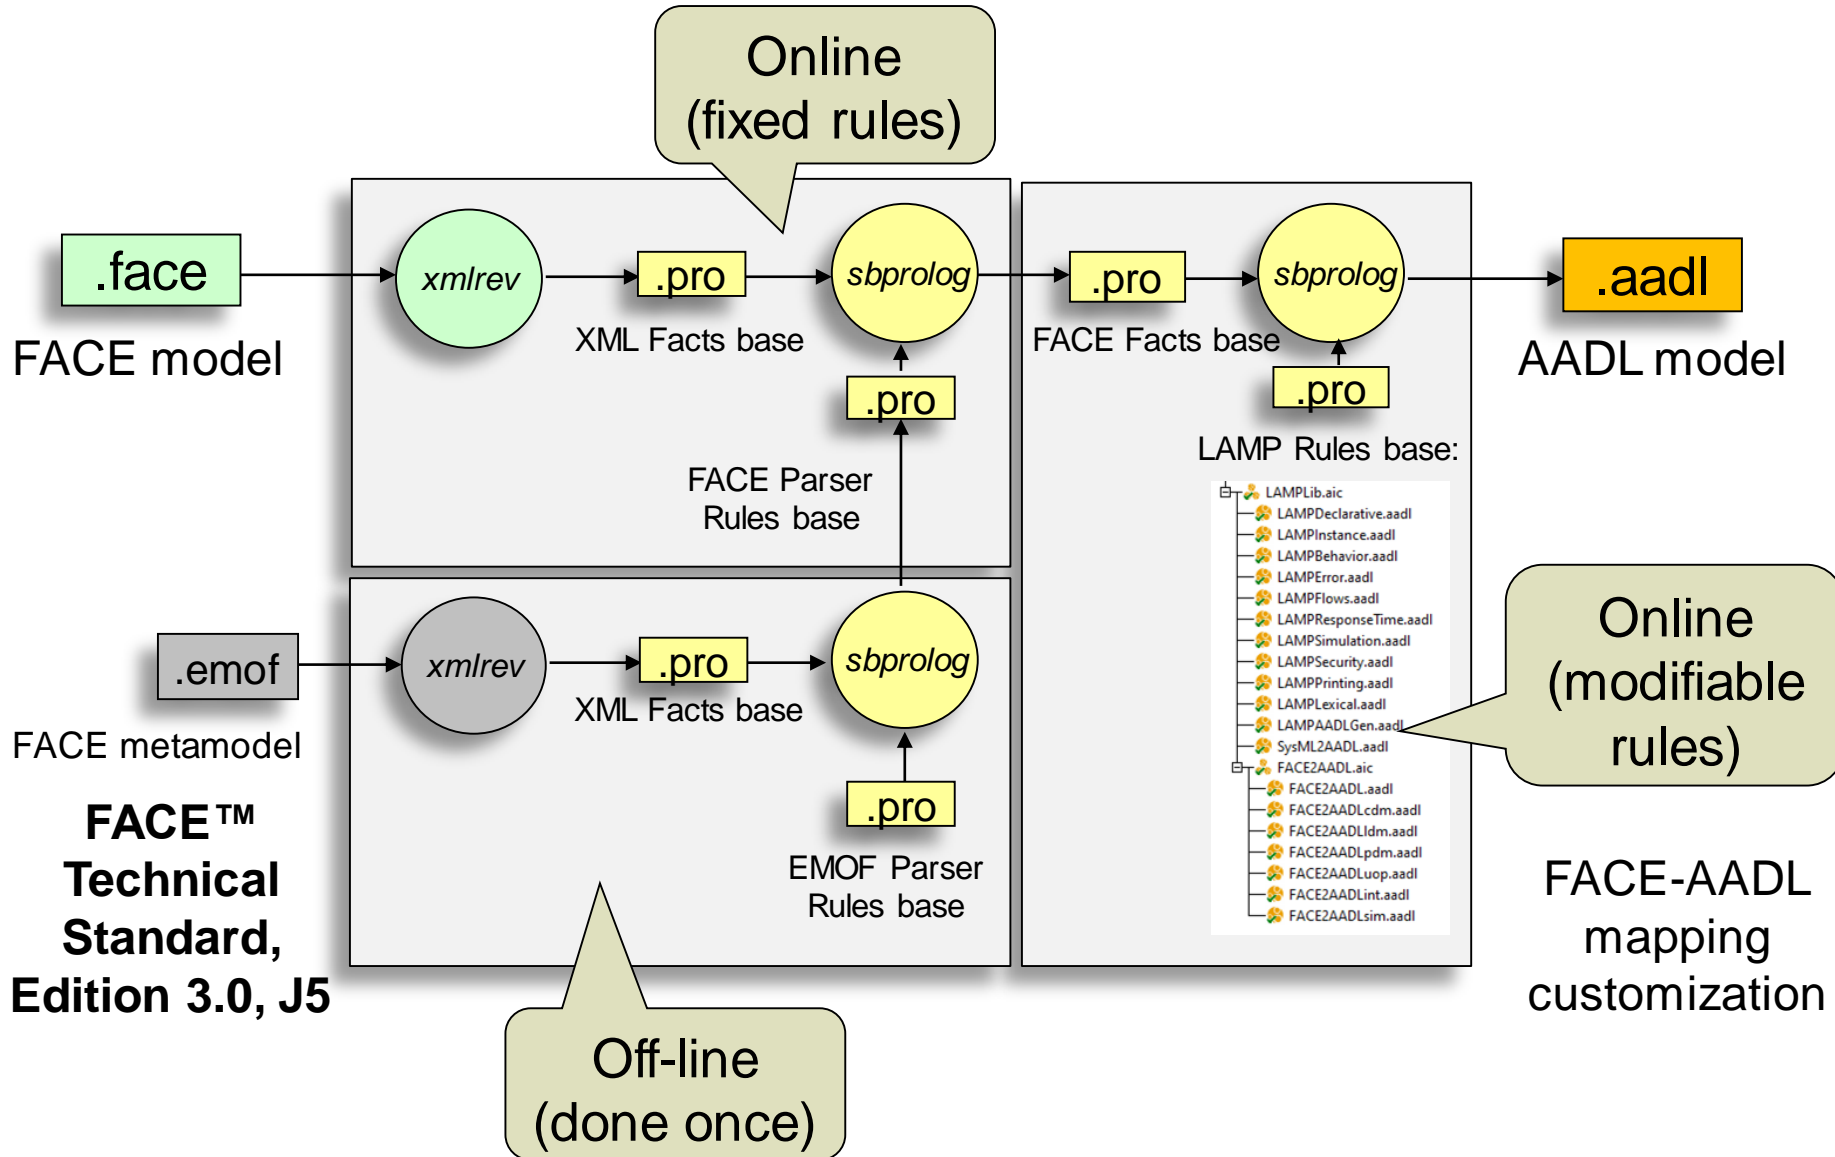 Online
(fixed rules)
.face
FACE model
xmlrev
.pro
XML Facts base
sbprolog
.pro
FACE Parser
Rules base
.pro
FACE Facts base
sbprolog
.pro
LAMP Rules base:
LAMPLib.aic
LAMPDeclarative.aadl
LAMPInstance.aadl
LAMPBehavior.aadl
LAMPError.aadl
LAMPFlows.aadl
LAMPResponseTime.aadl
LAMPSimulation.aadl
LAMPSecurity.aadl
LAMPPrinting.aadl
LAMPLexical.aadl
LAMPAADLGen.aadl
SysML2AADL.aadl
FACE2AADL.aic
FACE2AADL.aadl
FACE2AADLcdm.aadl
FACE2AADLldm.aadl
FACE2AADLpdm.aadl
FACE2AADLuop.aadl
FACE2AADLint.aadl
FACE2AADLsim.aadl
.aadl
AADL model
Online
(modifiable
rules)
FACE-AADL
mapping
customization
.emof
FACE metamodel
FACE™
Technical
Standard,
Edition 3.0, J5
xmlrev
.pro
XML Facts base
sbprolog
.pro
EMOF Parser
Rules base
Off-line
(done once)